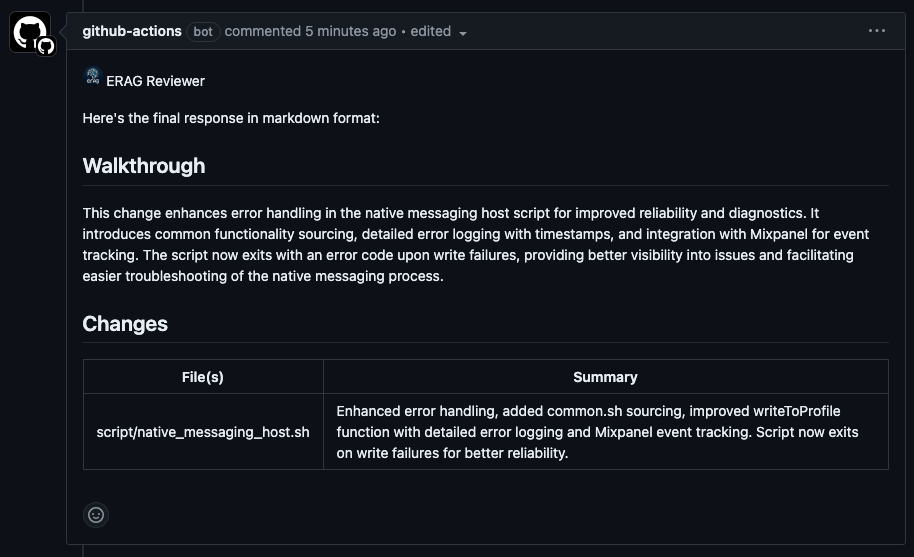 github-actions bot commented 5 minutes ago • edited
ERAG Reviewer
Here's the final response in markdown format:
Walkthrough
This change enhances error handling in the native messaging host script for improved reliability and diagnostics. It
introduces common functionality sourcing, detailed error logging with timestamps, and integration with Mixpanel for event
tracking. The script now exits with an error code upon write failures, providing better visibility into issues and facilitating
easier troubleshooting of the native messaging process.
Changes
File(s) Summary
script/native_messaging_host.sh
Enhanced error handling, added common.sh sourcing, improved writeToProfile
function with detailed error logging and Mixpanel event tracking. Script now exits
on write failures for better reliability.